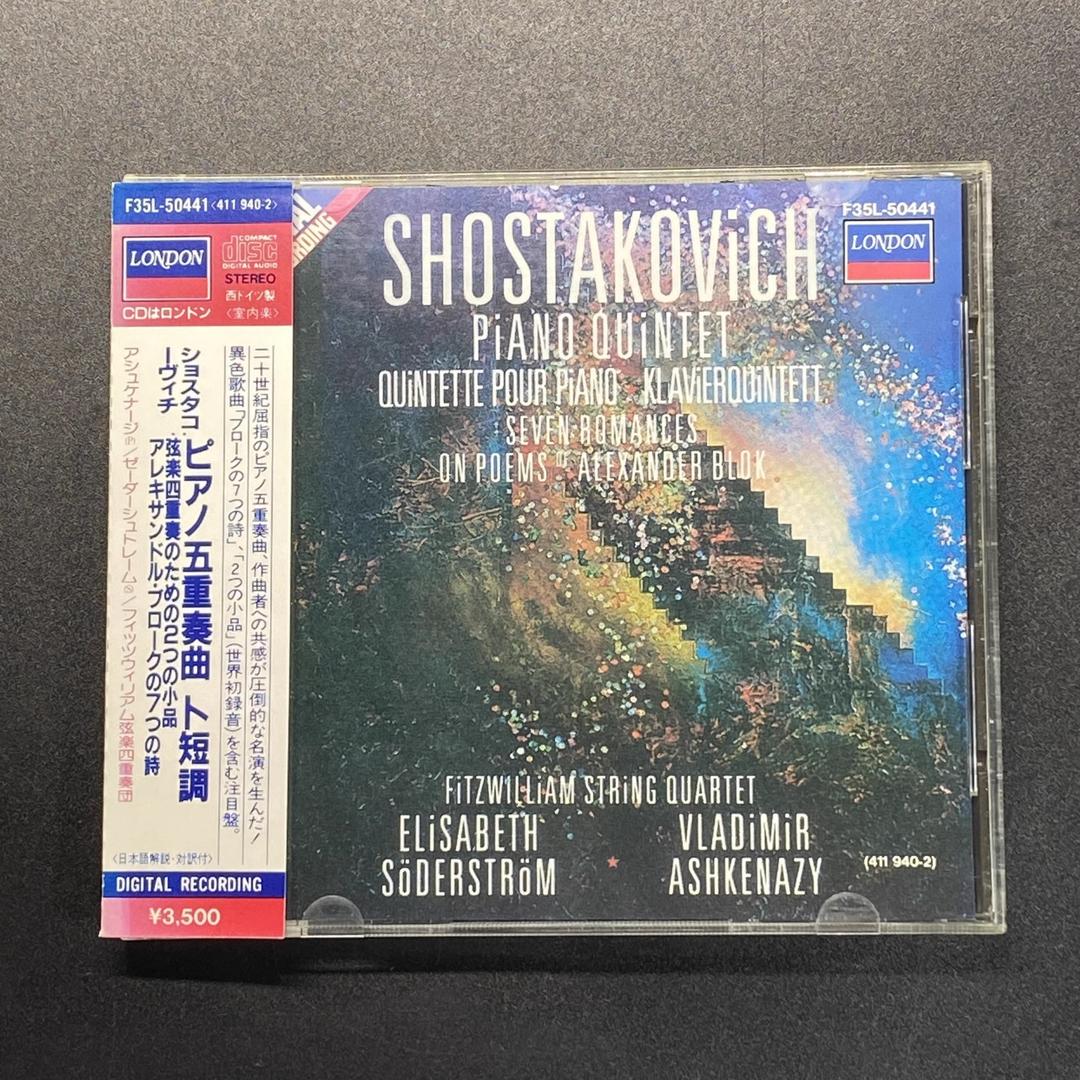 F35L-50441〈411 940-2〉
LONDON
COMPACT
disc
DIGITAL AUDIO
STEREO
西ドイツ製
CDはロンドン
〈室内楽〉
二十世紀屈指のピアノ五重奏曲、作曲者への共感が圧倒的な名演を生んだ!
異色歌曲「ブロークの7つの詩」、「2つの小品」(世界初録音)を含む注目盤。
ショスタコーヴィチ:
ピアノ五重奏曲 ト短調
弦楽四重奏のための2つの小品
アレキサンドル・ブロークの7つの詩
アシュケナージ(P)/ゼーダーシュトレーム(S)/フィッツウィリアム弦楽四重奏団
〈日本語解説・対訳付〉
DIGITAL RECORDING
¥3,500
AL
RDING
SHOSTAKOViCH
F35L-50441
LONDON
PiANO QUiNTET
QUiNTETTE POUR PiANO · KLAViERQUiNTETT
SEVEN ROMANCES
ON POEMS OF ALEXANDER BLOK
FiTZWiLLiAM STRiNG QUARTET
ELiSABETH
SöDERSTRöM
VLADiMiR
ASHKENAZY
(411 940-2)